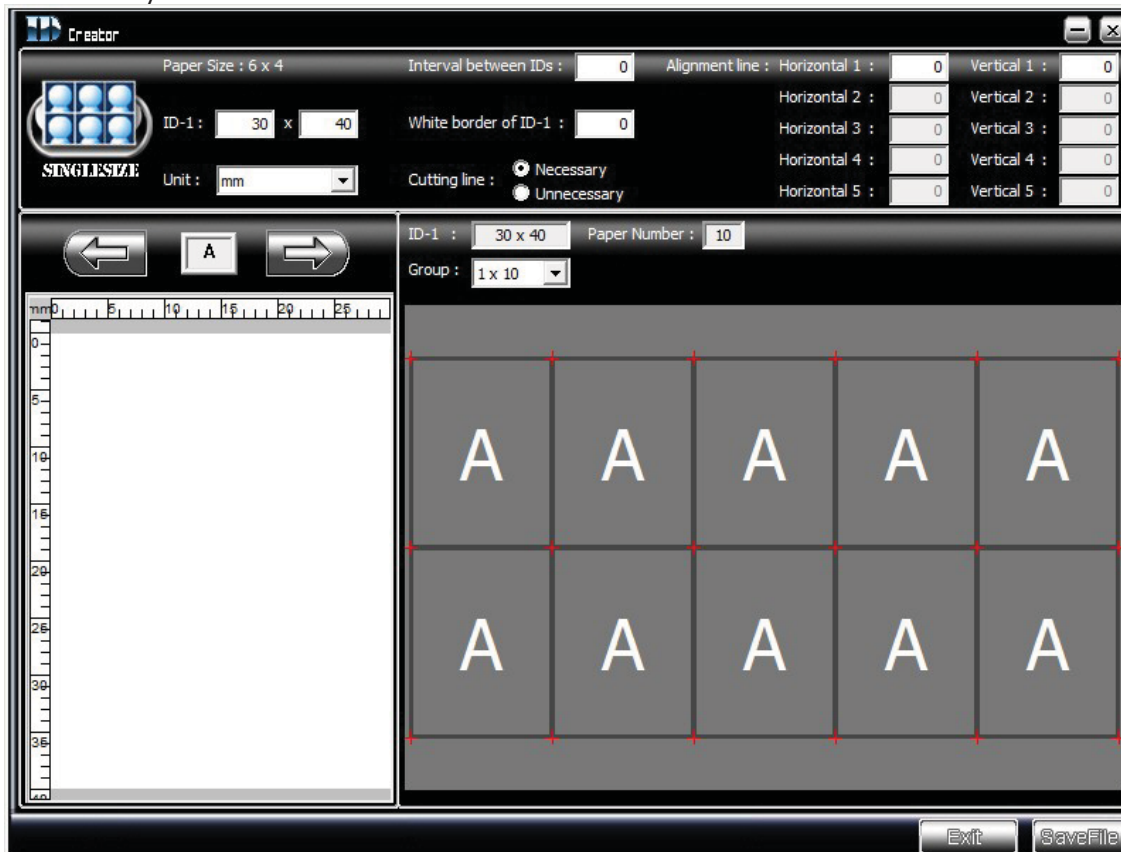 ID Creator
Paper Size : 6 x 4
Interval between IDs : 0
Alignment line : Horizontal 1 : 0 Vertical 1 : 0
Horizontal 2 : 0 Vertical 2 : 0
ID-1 : 30 x 40
White border of ID-1 : 0
Horizontal 3 : 0 Vertical 3 : 0
Horizontal 4 : 0 Vertical 4 : 0
SINGLESIZE
Unit : mm
Cutting line : Necessary
Unnecessary
Horizontal 5 : 0 Vertical 5 : 0
A
ID-1 : 30 x 40 Paper Number : 10
Group : 1 x 10
mm 0 5 10 15 20 25
0
5
10
15
20
25
30
35
40
A A A A A
A A A A A
Exit SaveFile